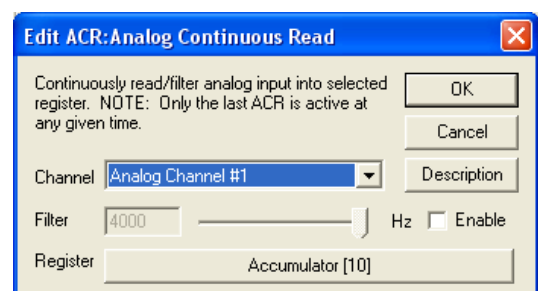 Edit ACR:Analog Continuous Read
Continuously read/filter analog input into selected
register. NOTE: Only the last ACR is active at
any given time.
OK
Cancel
Channel Analog Channel #1 Description
Filter 4000 Hz Enable
Register Accumulator [10]